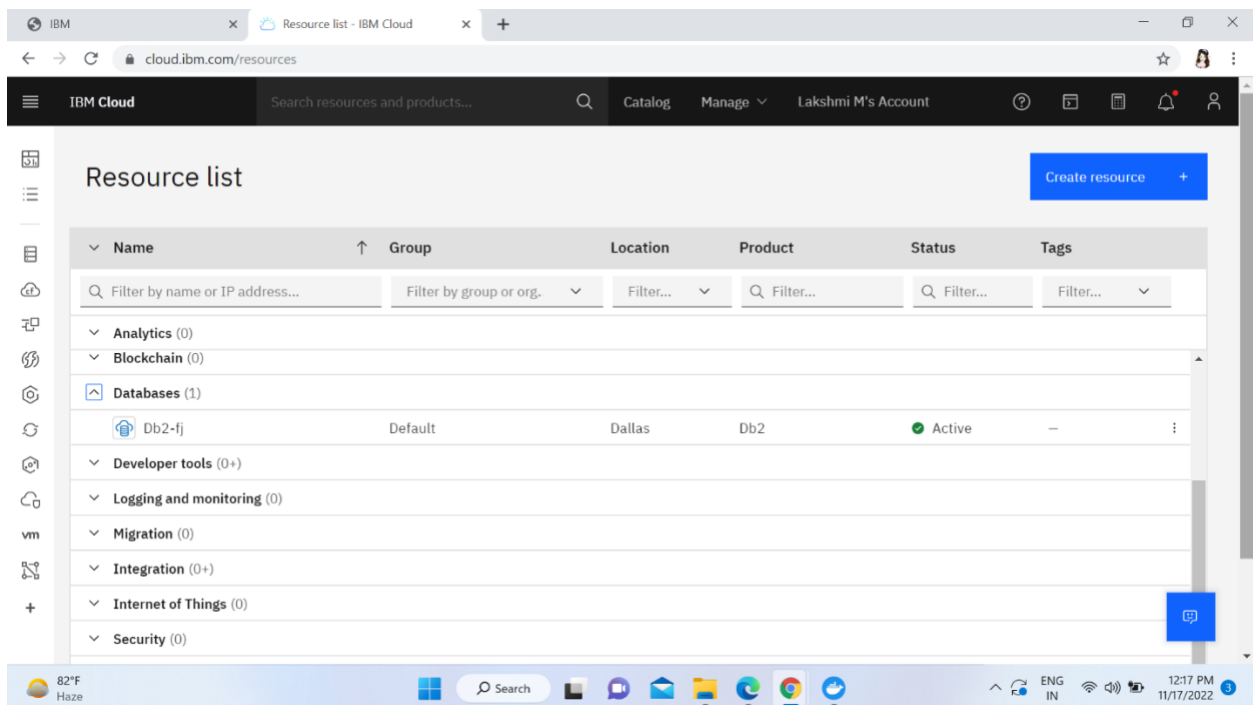 IBM
Resource list - IBM Cloud
cloud.ibm.com/resources
IBM Cloud Search resources and products... Catalog Manage Lakshmi M's Account
Resource list
Create resource +
Name Group Location Product Status Tags
Filter by name or IP address... Filter by group or org. Filter... Filter... Filter... Filter...
Analytics (0)
Blockchain (0)
Databases (1)
Db2-fj Default Dallas Db2 Active —
Developer tools (0+)
Logging and monitoring (0)
Migration (0)
vm
Integration (0+)
Internet of Things (0)
Security (0)
82°F
Haze
Search
ENG
IN
12:17 PM
11/17/2022
3